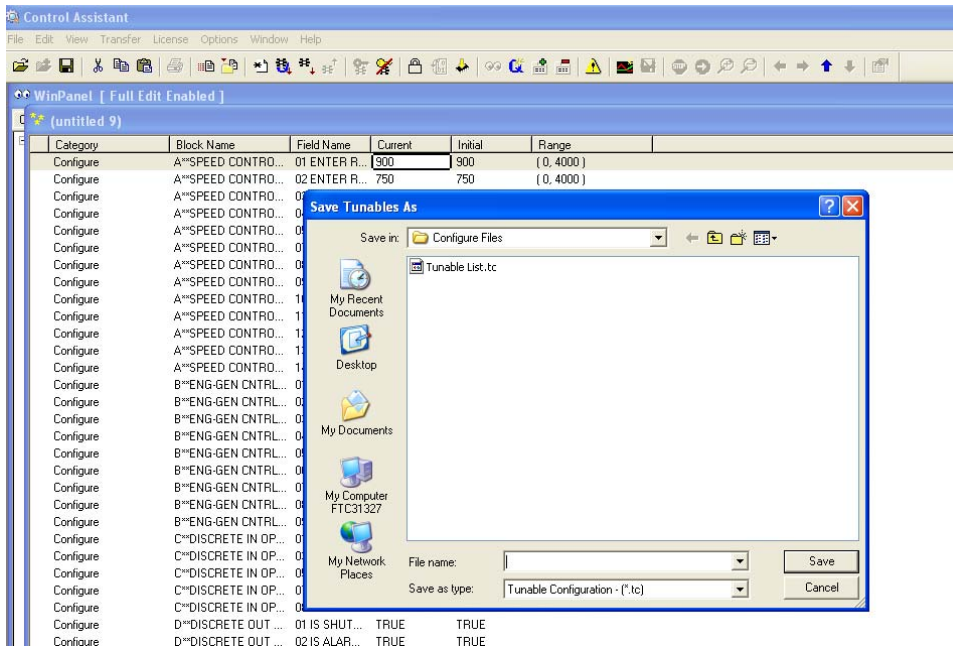 Control Assistant
File Edit View Transfer License Options Window Help
WinPanel [ Full Edit Enabled ]
(untitled 9)
Category Block Name Field Name Current Initial Range
Configure A**SPEED CONTRO... 01 ENTER R... 900 900 ( 0, 4000 )
Configure A**SPEED CONTRO... 02 ENTER R... 750 750 ( 0, 4000 )
Configure A**SPEED CONTRO...
Configure A**SPEED CONTRO...
Configure A**SPEED CONTRO...
Configure A**SPEED CONTRO...
Configure A**SPEED CONTRO...
Configure A**SPEED CONTRO...
Configure A**SPEED CONTRO...
Configure A**SPEED CONTRO...
Configure A**SPEED CONTRO...
Configure A**SPEED CONTRO...
Configure A**SPEED CONTRO...
Configure B**ENG-GEN CNTRL...
Configure B**ENG-GEN CNTRL...
Configure B**ENG-GEN CNTRL...
Configure B**ENG-GEN CNTRL...
Configure B**ENG-GEN CNTRL...
Configure B**ENG-GEN CNTRL...
Configure B**ENG-GEN CNTRL...
Configure B**ENG-GEN CNTRL...
Configure B**ENG-GEN CNTRL...
Configure C**DISCRETE IN OP...
Configure C**DISCRETE IN OP...
Configure C**DISCRETE IN OP...
Configure C**DISCRETE IN OP...
Configure C**DISCRETE IN OP...
Configure D**DISCRETE OUT ... 01 IS SHUT... TRUE TRUE
Configure D**DISCRETE OUT ... 02 IS ALAR... TRUE TRUE
Save Tunables As
Save in: Configure Files
Tunable List.tc
My Recent
Documents
Desktop
My Documents
My Computer
FTC31327
My Network
Places
File name:
Save
Save as type: Tunable Configuration - (*.tc)
Cancel